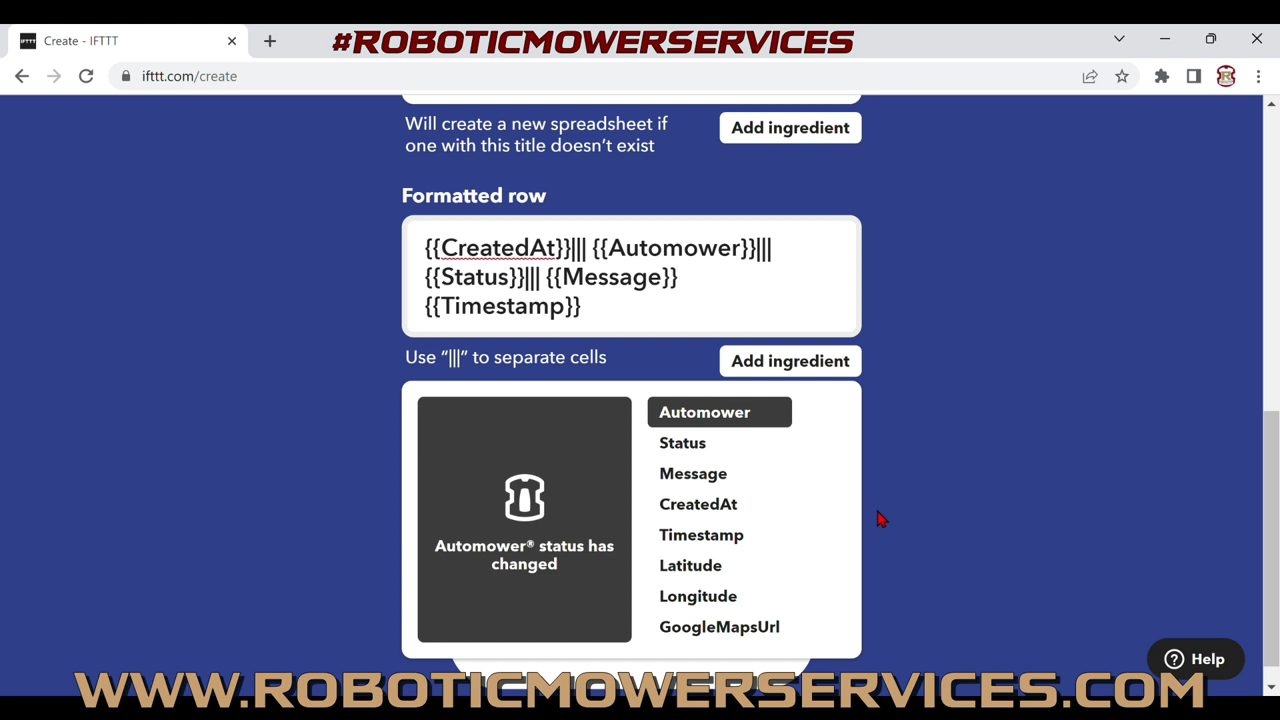 Create - IFTTT
#ROBOTICMOWERSERVICES
ifttt.com/create
Will create a new spreadsheet if
one with this title doesn't exist
Add ingredient
Formatted row
{{CreatedAt}}||| {{Automower}}|||
{{Status}}||| {{Message}}
{{Timestamp}}
Use “|||” to separate cells
Add ingredient
Automower® status has
changed
Automower
Status
Message
CreatedAt
Timestamp
Latitude
Longitude
GoogleMapsUrl
Help
WWW.ROBOTICMOWERSERVICES.COM